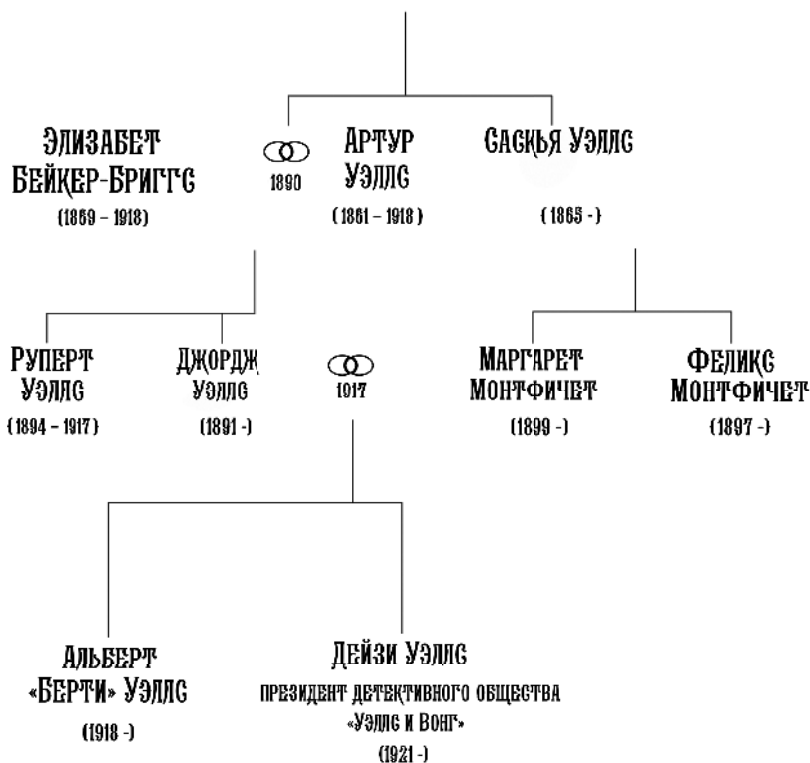 Элизабет
Бейкер-Бриггс
(1869 – 1918)
1890
Артур
Уэллс
(1861 – 1918)
Саскья Уэллс
(1865 -)
Руперт
Уэллс
(1894 – 1917)
Джордж
Уэллс
(1891 -)
1917
Маргарет
Монтфичет
(1899 -)
Феликс
Монтфичет
(1897 -)
Альберт
«Берти» Уэллс
(1918 -)
Дейзи Уэллс
президент детективного общества
«Уэллс и Вонг»
(1921 -)